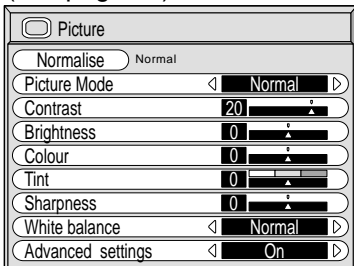 Picture
Normalise Normal
Picture Mode Normal
Contrast 20
Brightness 0
Colour 0
Tint 0
Sharpness 0
White balance Normal
Advanced settings On